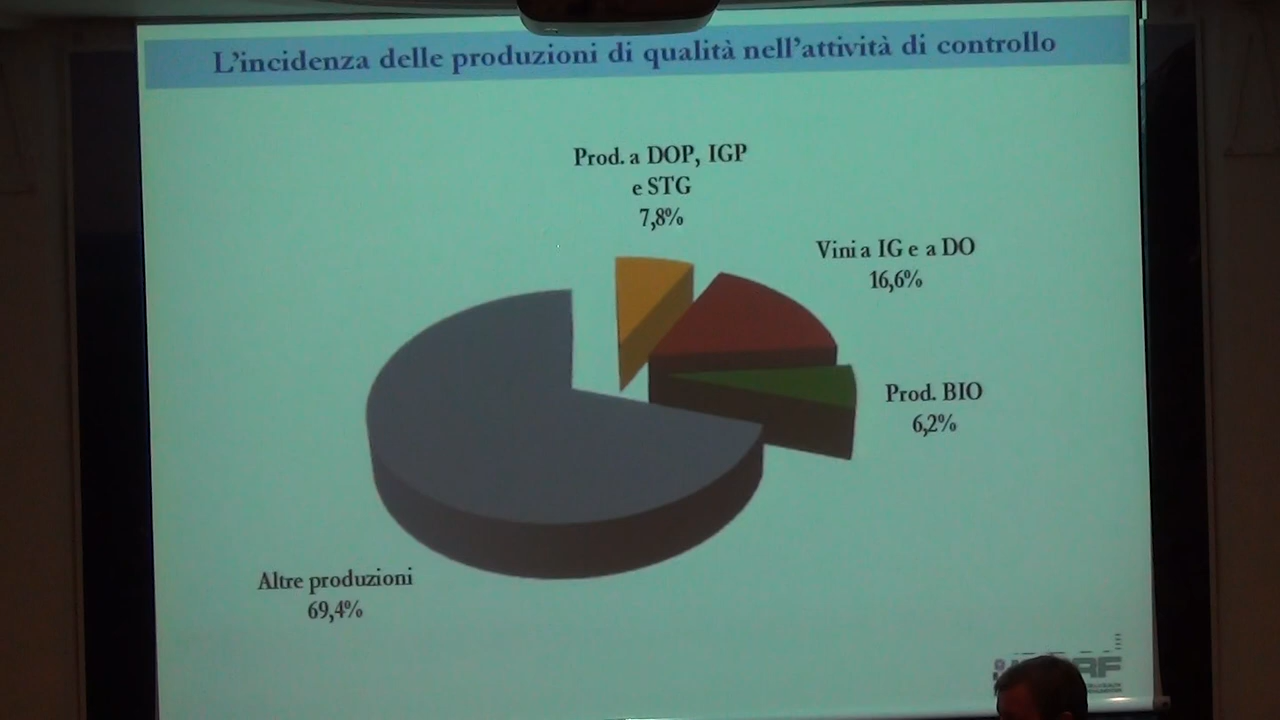 L'incidenza delle produzioni di qualità nell'attività di controllo
Prod. a DOP, IGP
e STG
7,8%
Vini a IG e a DO
16,6%
Prod. BIO
6,2%
Altre produzioni
69,4%